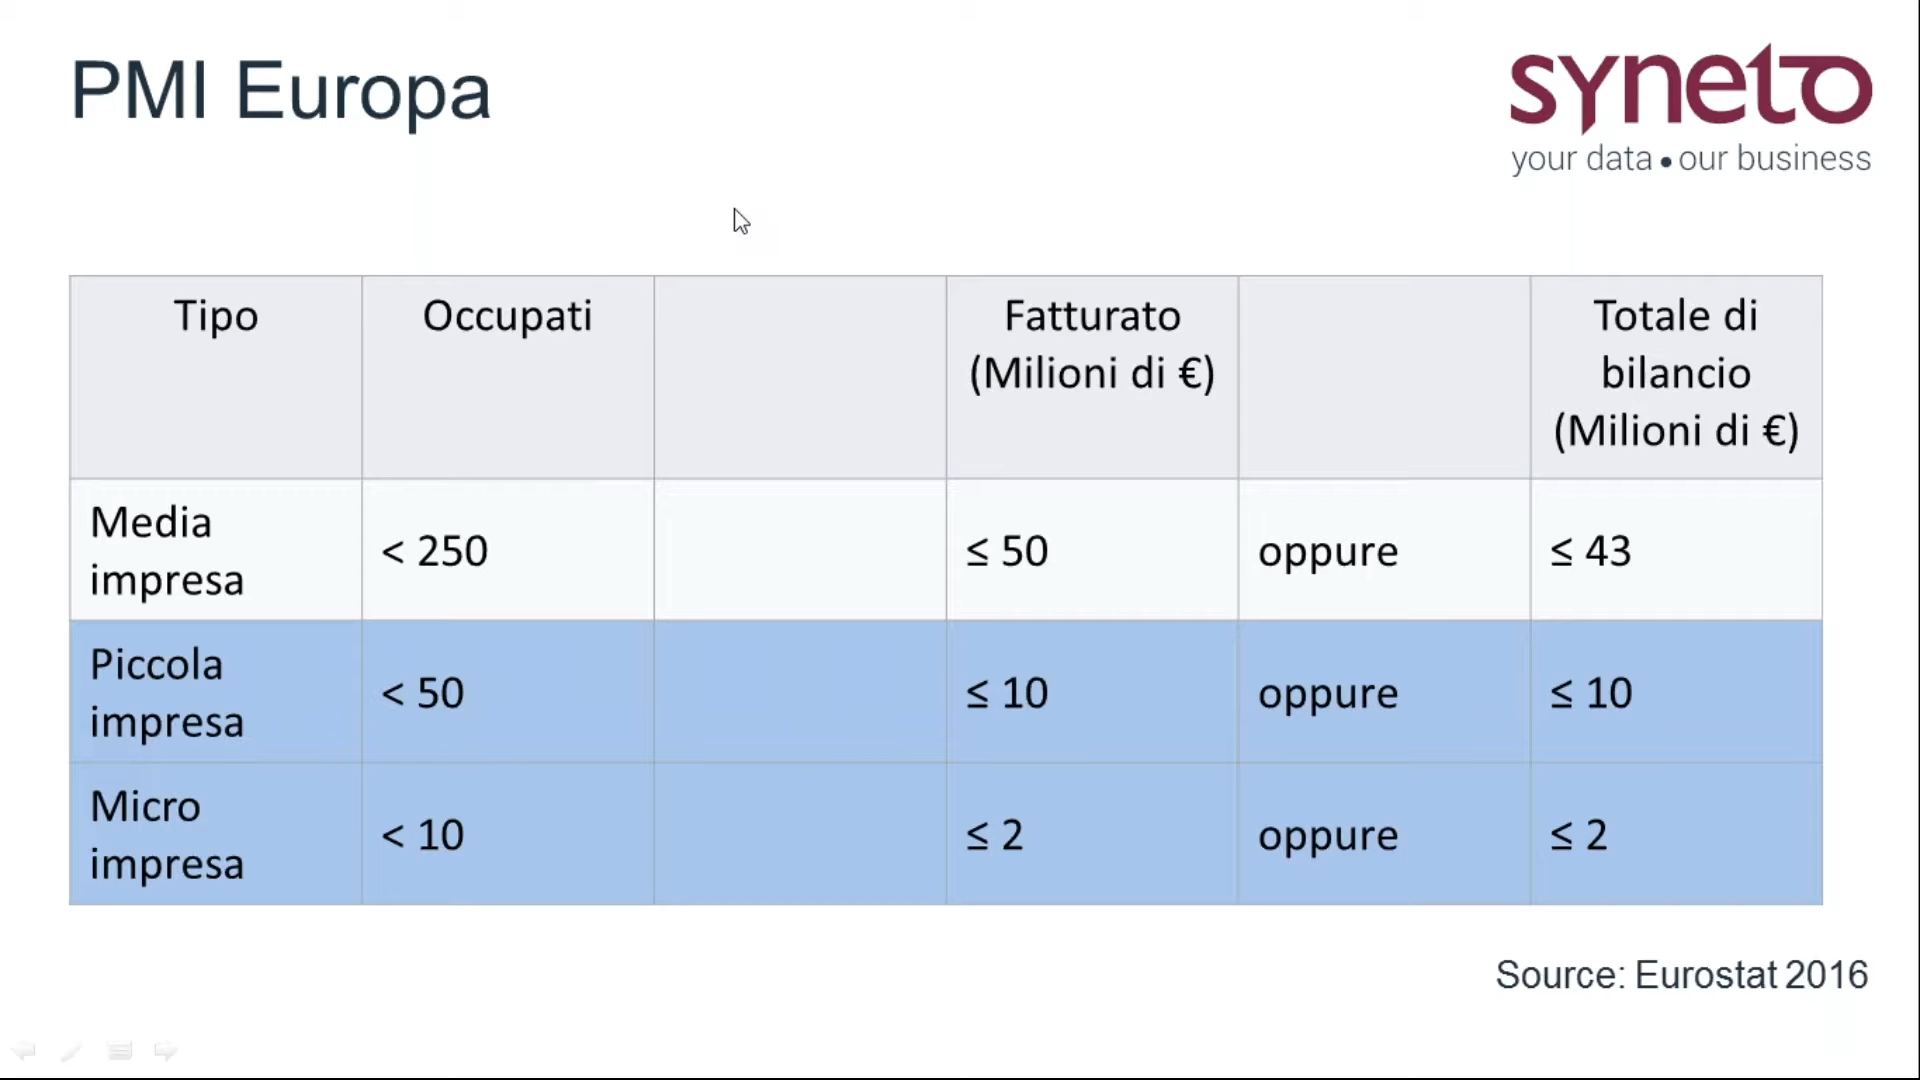 PMI Europa
syneto
your data • our business
Tipo
Occupati
Fatturato
(Milioni di €)
Totale di
bilancio
(Milioni di €)
Media
impresa
< 250
≤ 50
oppure
≤ 43
Piccola
impresa
< 50
≤ 10
oppure
≤ 10
Micro
impresa
< 10
≤ 2
oppure
≤ 2
Source: Eurostat 2016